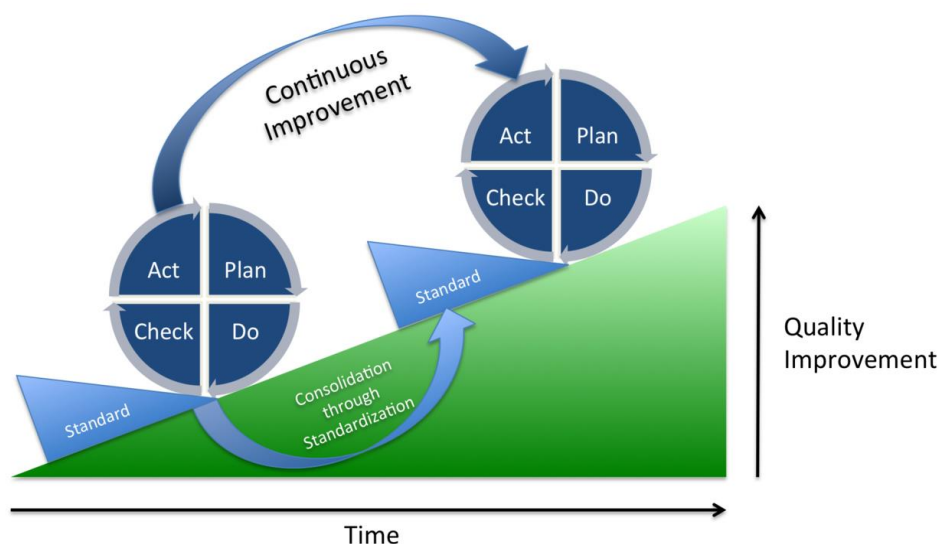 Continuous
Improvement
Act
Plan
Check
Do
Standard
Act
Plan
Check
Do
Standard
Consolidation
through
Standardization
Quality
Improvement
Time